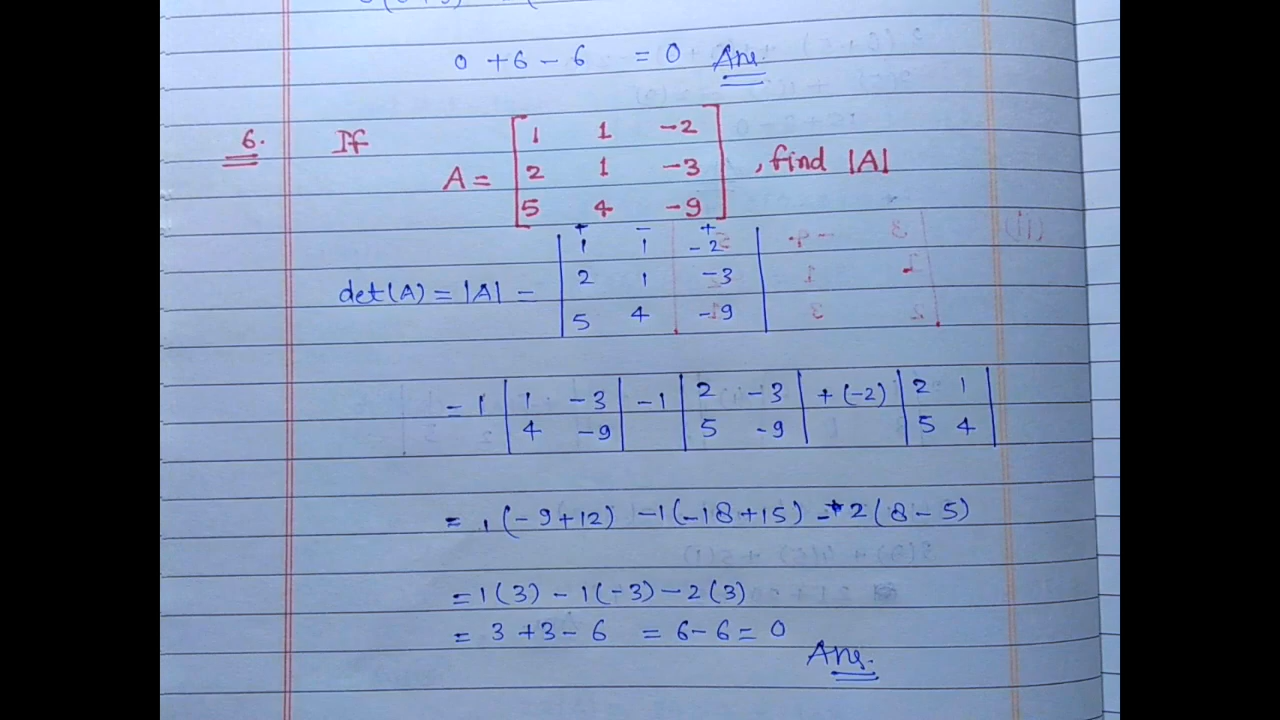 0 + 6 - 6 = 0 Ans.
6. If A = [1 1 -2
2 1 -3
5 4 -9], find |A|
+ - +
det(A) = |A| = |1 1 -2|
|2 1 -3|
|5 4 -9|
= 1 |1 -3| -1 |2 -3| + (-2) |2 1|
|4 -9| |5 -9| |5 4|
= 1(-9+12) -1(-18+15) - 2(8-5)
= 1(3) - 1(-3) - 2(3)
= 3 + 3 - 6 = 6 - 6 = 0
Ans.